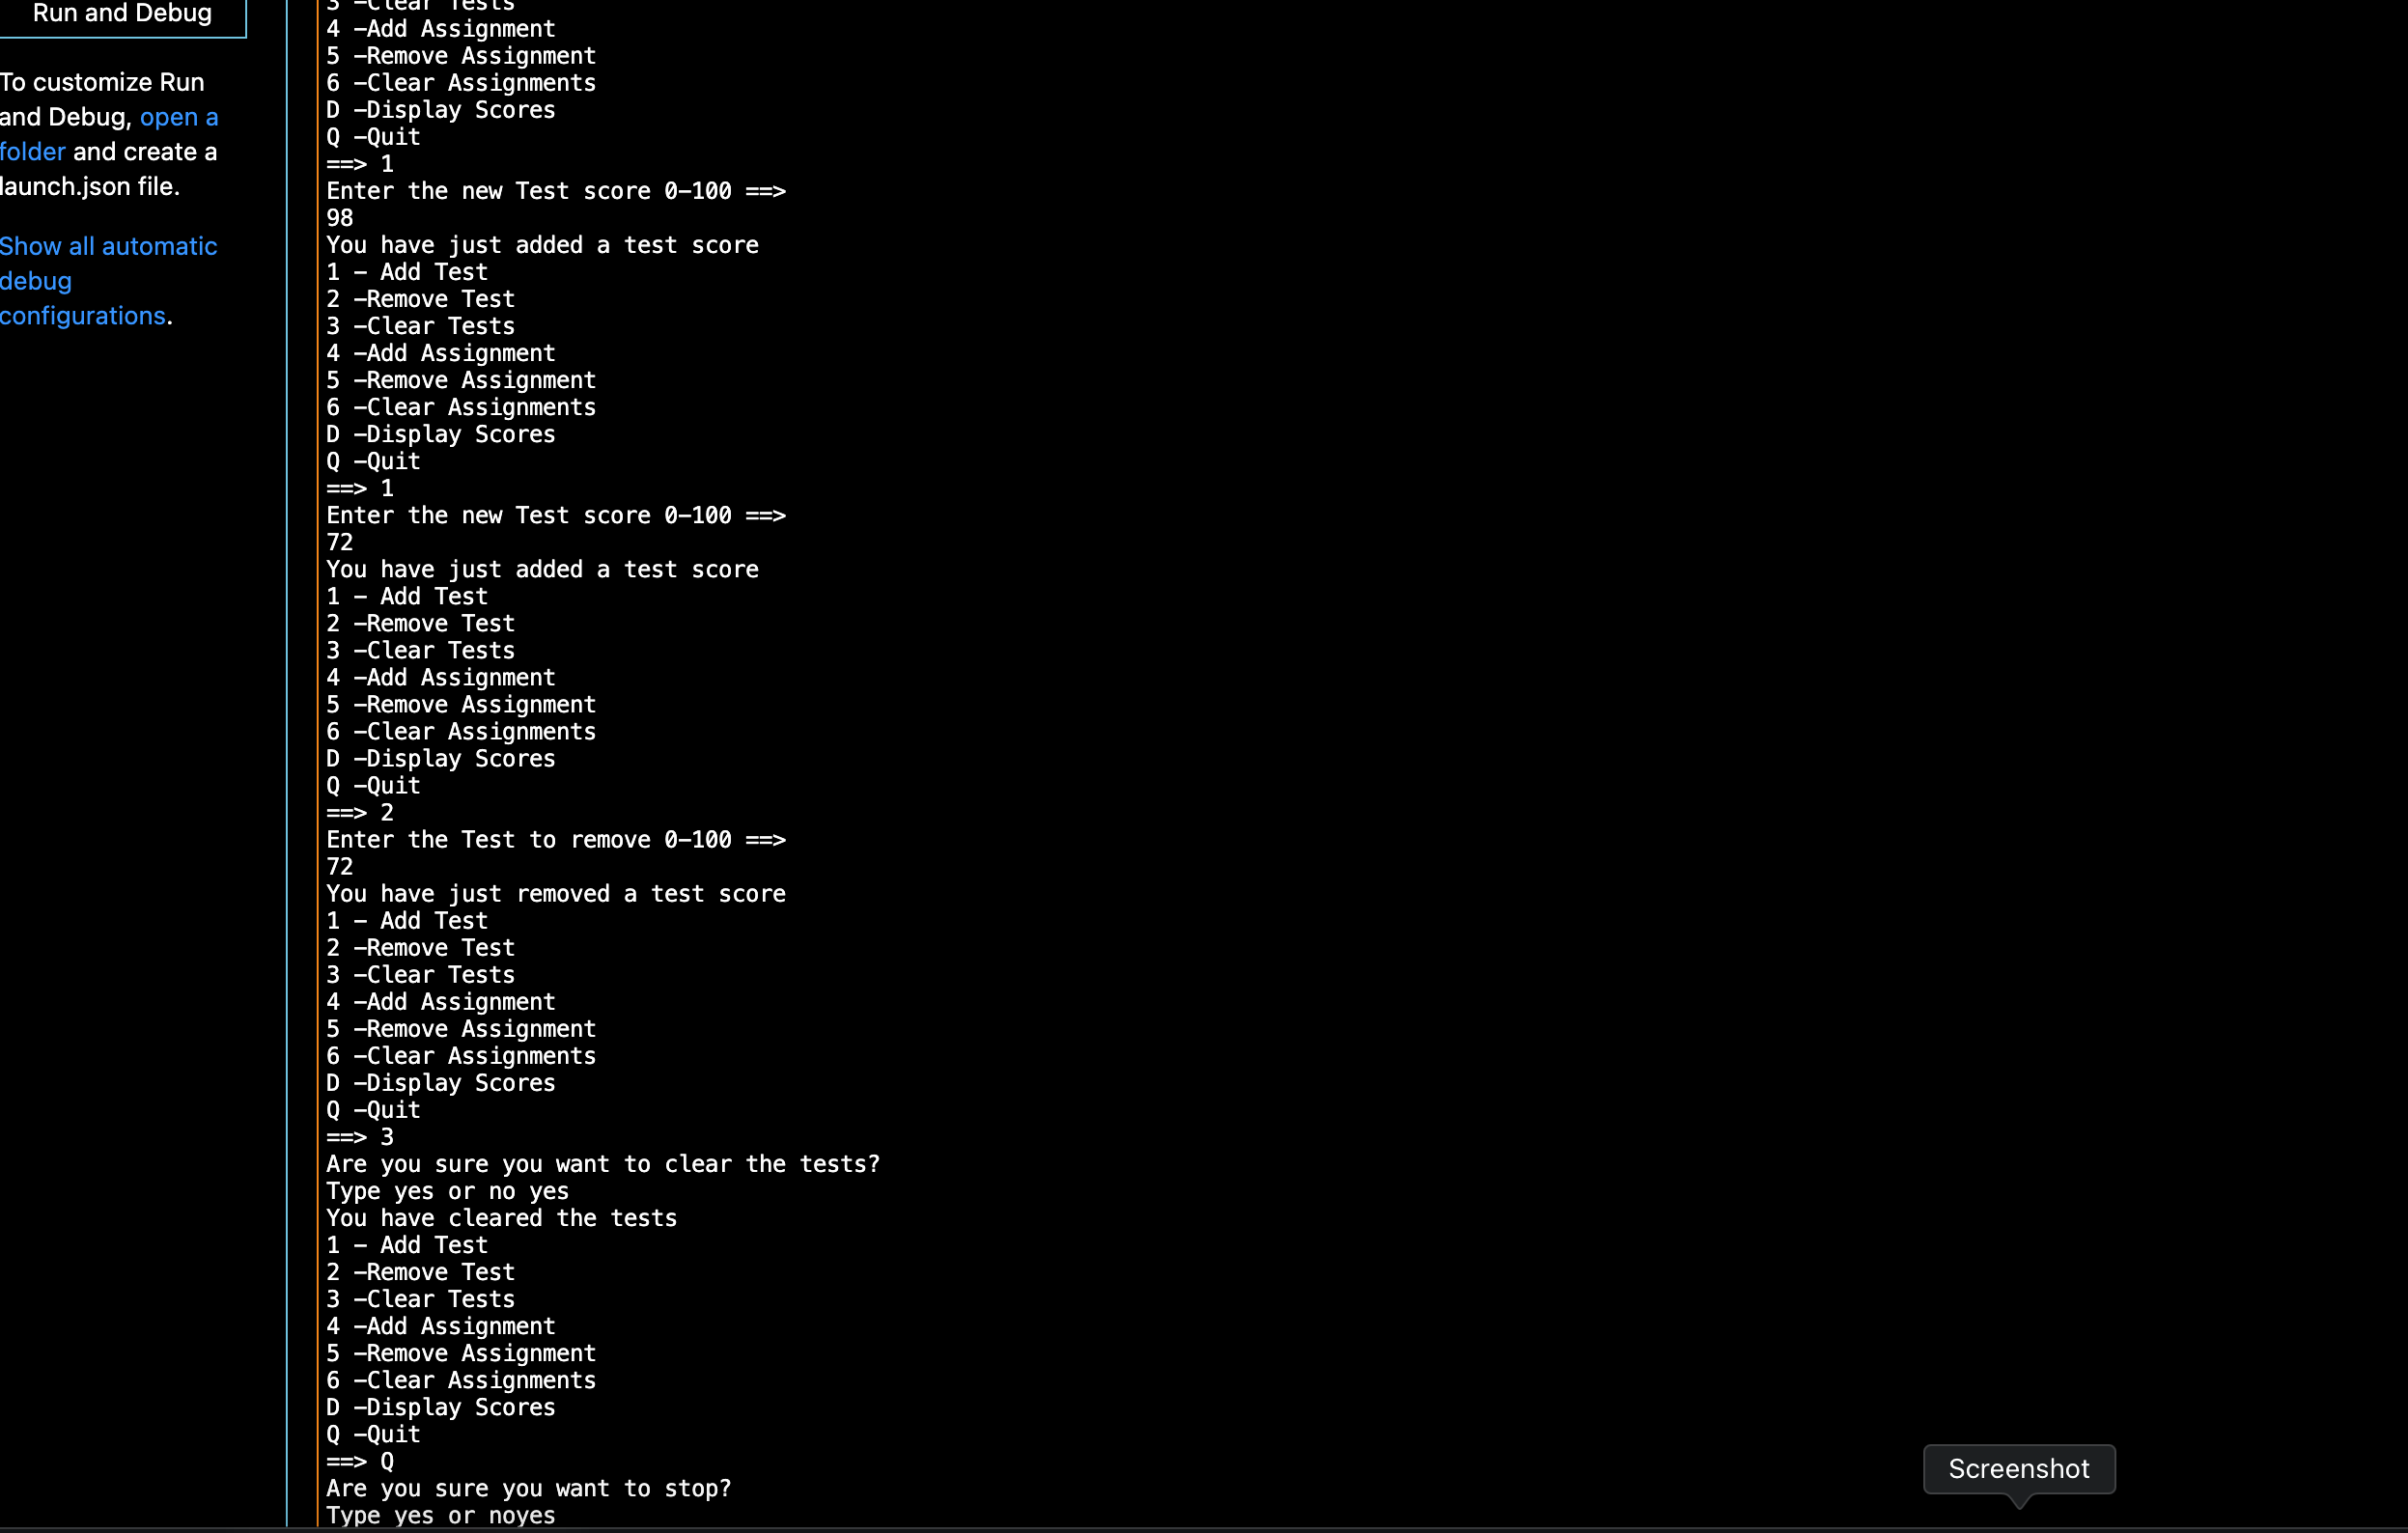 Run and Debug
To customize Run
and Debug, open a
folder and create a
launch.json file.
Show all automatic
debug
configurations.
3 -Clear Tests
4 -Add Assignment
5 -Remove Assignment
6 -Clear Assignments
D -Display Scores
Q -Quit
==> 1
Enter the new Test score 0-100 ==>
98
You have just added a test score
1 - Add Test
2 -Remove Test
3 -Clear Tests
4 -Add Assignment
5 -Remove Assignment
6 -Clear Assignments
D -Display Scores
Q -Quit
==> 1
Enter the new Test score 0-100 ==>
72
You have just added a test score
1 - Add Test
2 -Remove Test
3 -Clear Tests
4 -Add Assignment
5 -Remove Assignment
6 -Clear Assignments
D -Display Scores
Q -Quit
==> 2
Enter the Test to remove 0-100 ==>
72
You have just removed a test score
1 - Add Test
2 -Remove Test
3 -Clear Tests
4 -Add Assignment
5 -Remove Assignment
6 -Clear Assignments
D -Display Scores
Q -Quit
==> 3
Are you sure you want to clear the tests?
Type yes or no yes
You have cleared the tests
1 - Add Test
2 -Remove Test
3 -Clear Tests
4 -Add Assignment
5 -Remove Assignment
6 -Clear Assignments
D -Display Scores
Q -Quit
==> Q
Are you sure you want to stop?
Type yes or noyes
Screenshot